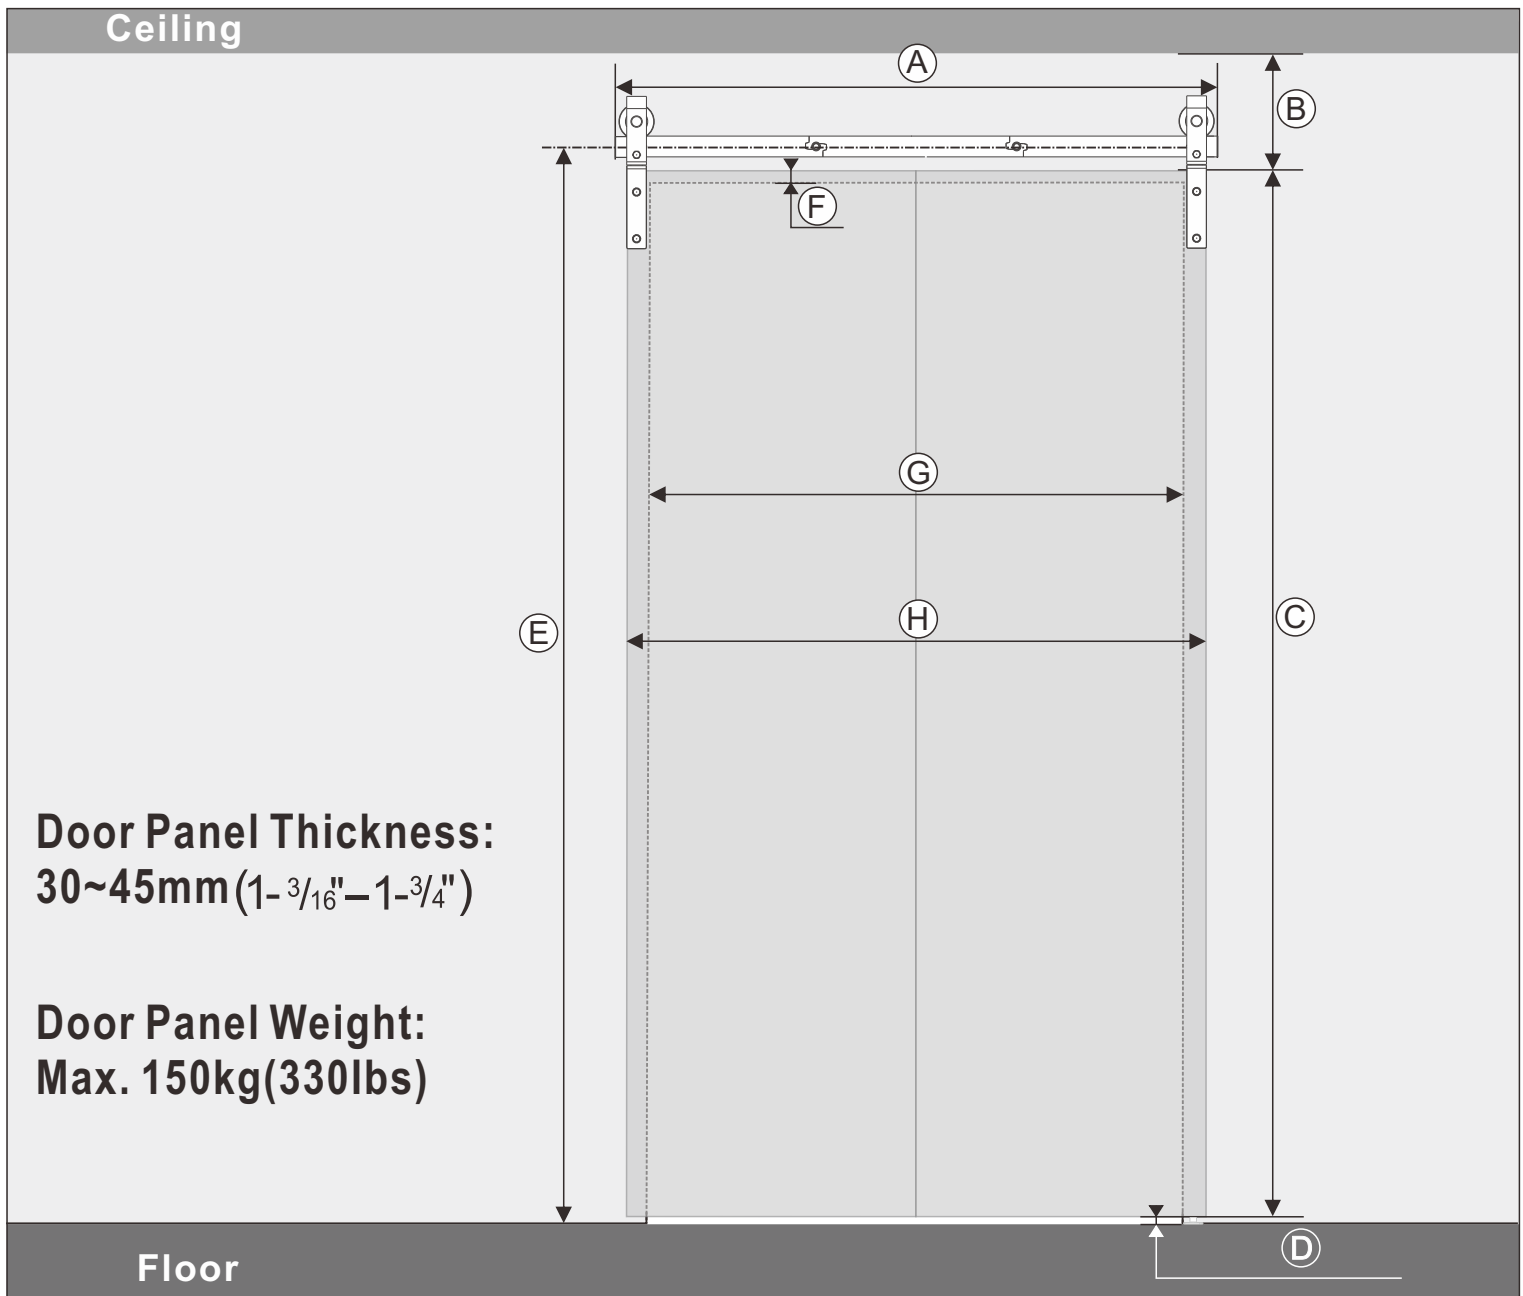 Ceiling
A
B
F
G
H
C
E
Door Panel Thickness:
30~45mm(1- 3/16"–1-3/4")
Door Panel Weight:
Max. 150kg(330lbs)
D
Floor